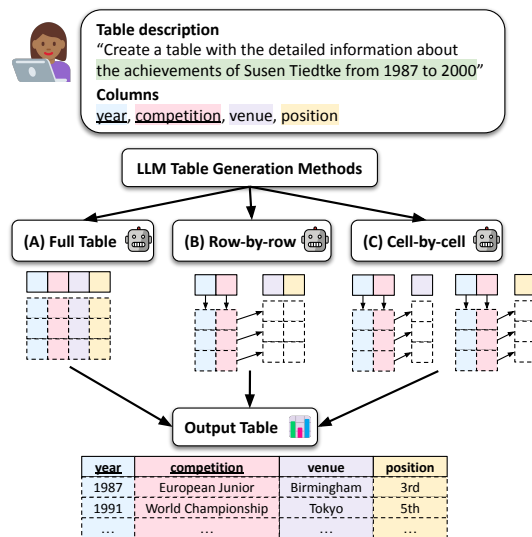 Table description
“Create a table with the detailed information about
the achievements of Susen Tiedtke from 1987 to 2000”
Columns
year, competition, venue, position
LLM Table Generation Methods
(A) Full Table
(B) Row-by-row
(C) Cell-by-cell
Output Table
year competition venue position
1987 European Junior Birmingham 3rd
1991 World Championship Tokyo 5th
... ... ... ...